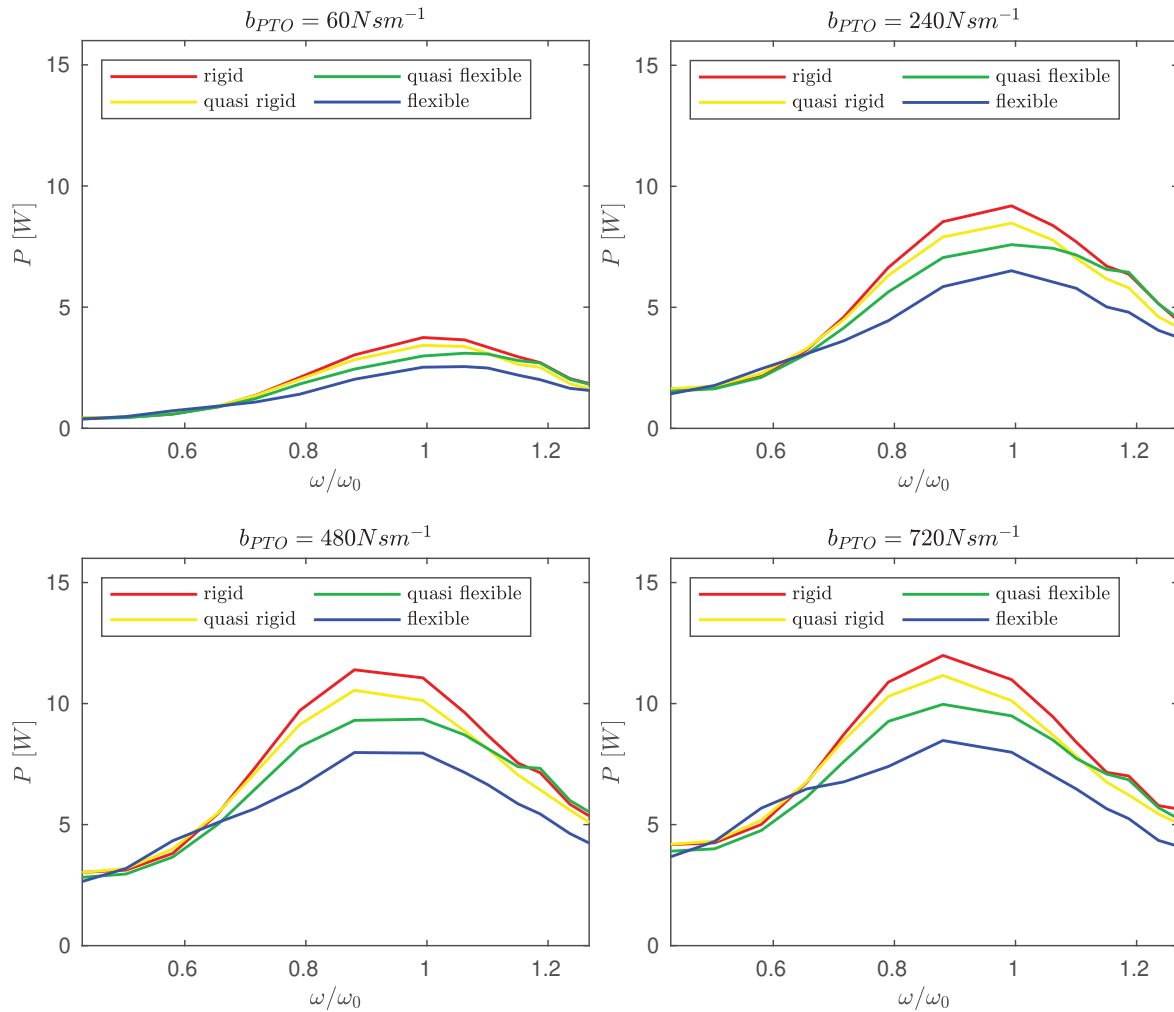 b_{PTO} = 60Nsm^{-1}
rigid quasi flexible
quasi rigid flexible
P [W]
15
10
5
0
0.6 0.8 1 1.2
ω/ω_0
b_{PTO} = 240Nsm^{-1}
rigid quasi flexible
quasi rigid flexible
P [W]
15
10
5
0
0.6 0.8 1 1.2
ω/ω_0
b_{PTO} = 480Nsm^{-1}
rigid quasi flexible
quasi rigid flexible
P [W]
15
10
5
0
0.6 0.8 1 1.2
ω/ω_0
b_{PTO} = 720Nsm^{-1}
rigid quasi flexible
quasi rigid flexible
P [W]
15
10
5
0
0.6 0.8 1 1.2
ω/ω_0